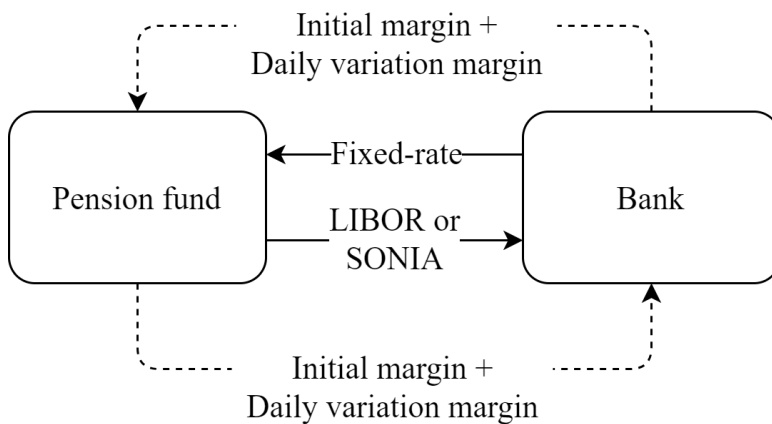 Initial margin +
Daily variation margin
Fixed-rate
Pension fund
Bank
LIBOR or
SONIA
Initial margin +
Daily variation margin